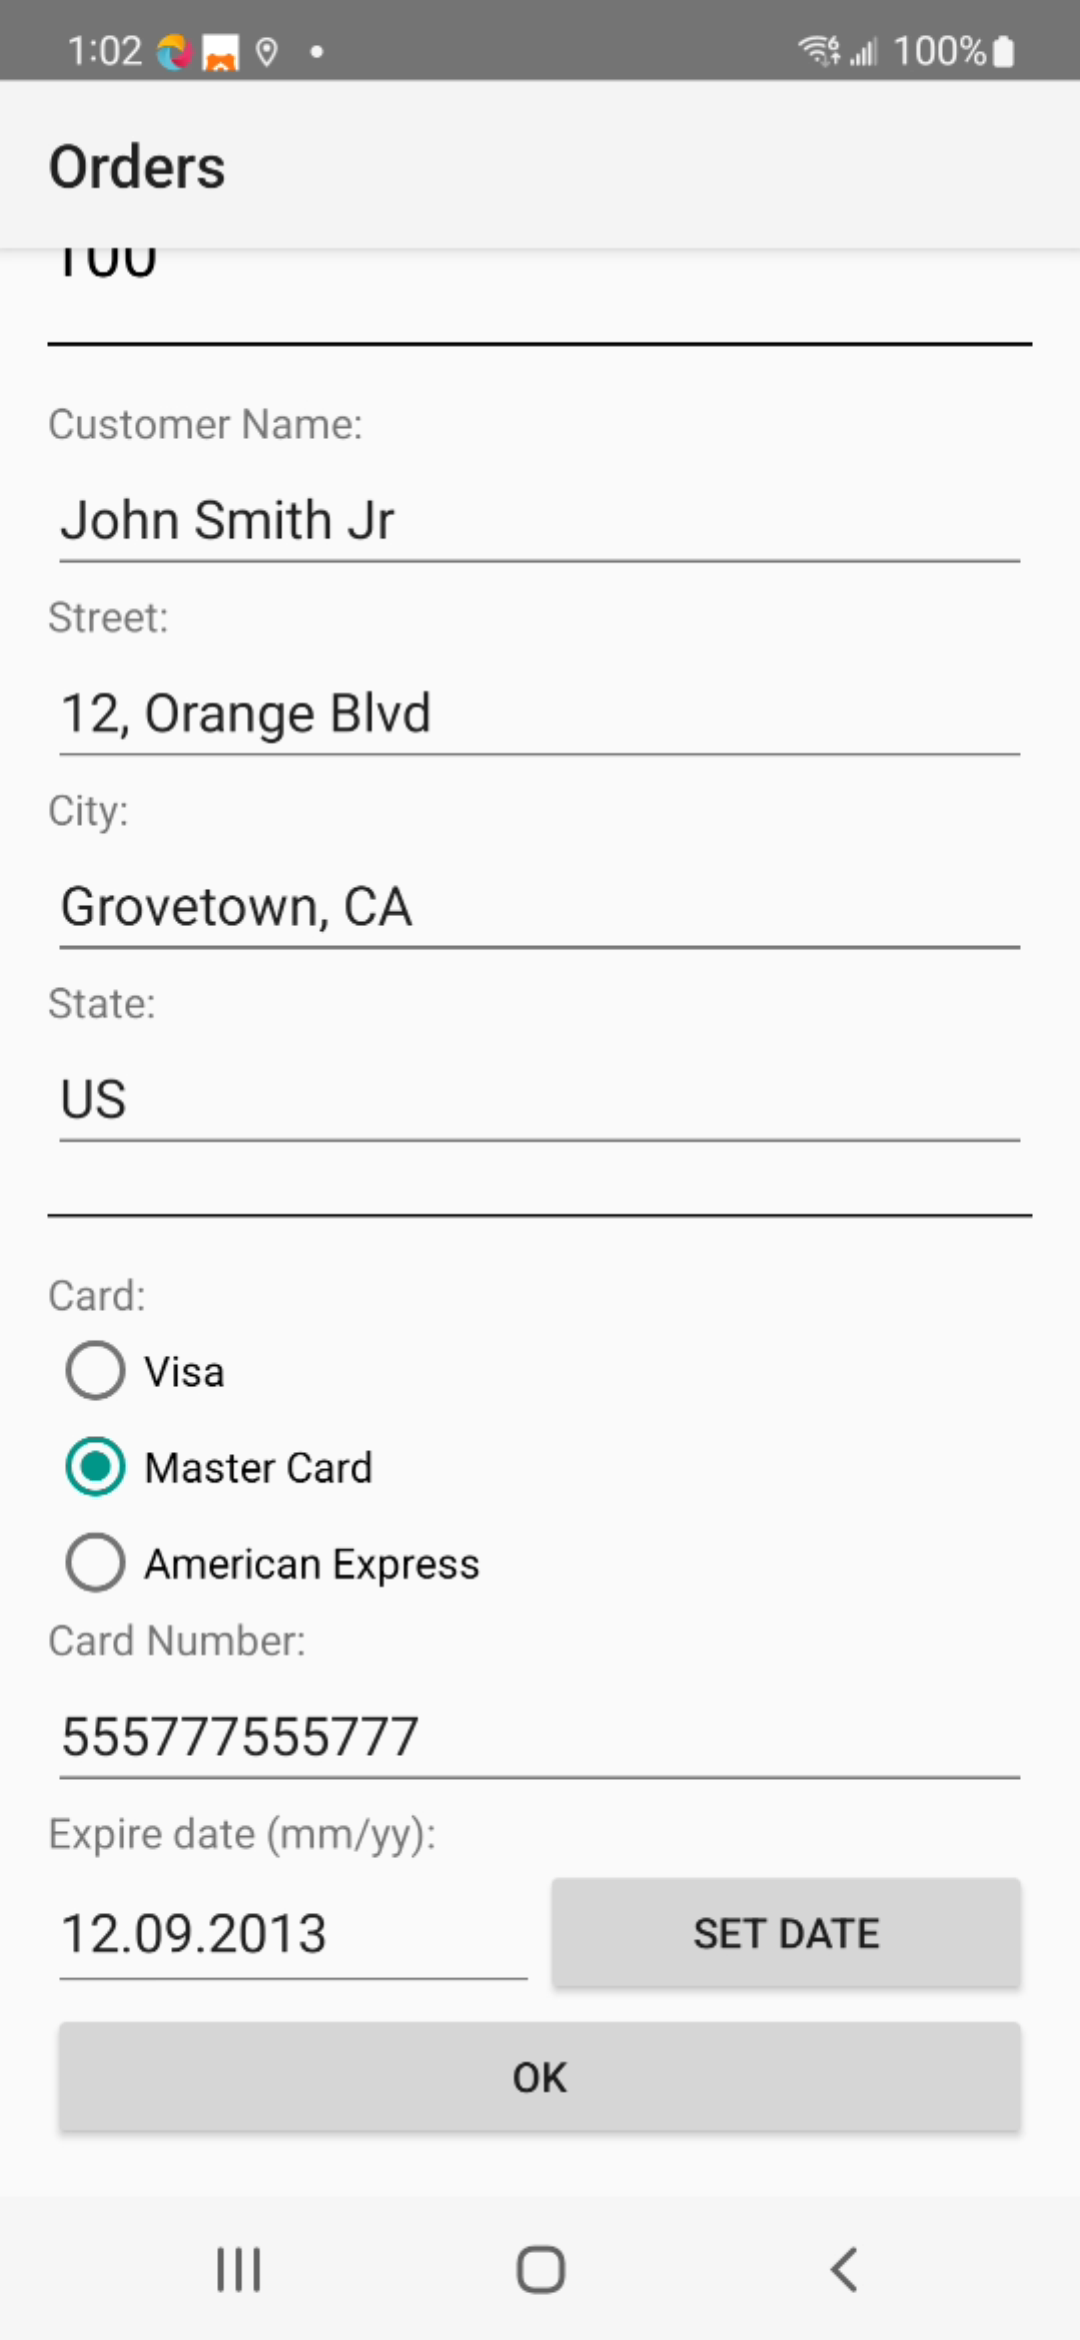 1:02
100%
Orders
100
Customer Name:
John Smith Jr
Street:
12, Orange Blvd
City:
Grovetown, CA
State:
US
Card:
Visa
Master Card
American Express
Card Number:
555777555777
Expire date (mm/yy):
12.09.2013
SET DATE
OK